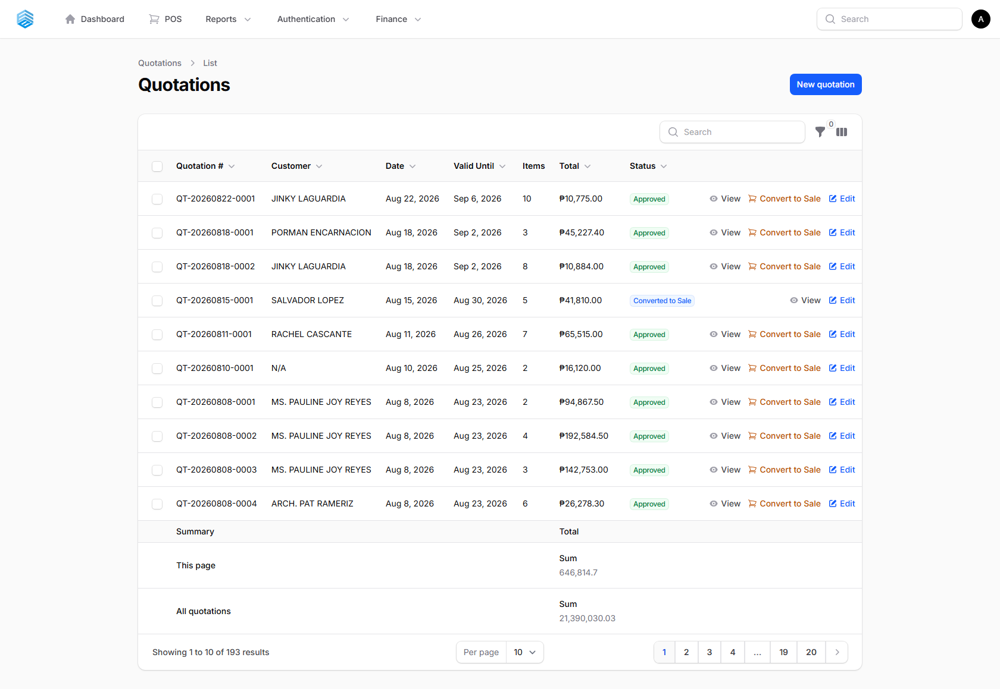 Dashboard POS Reports Authentication Finance Search A
Quotations > List
Quotations
New quotation
Search 0
Quotation # Customer Date Valid Until Items Total Status
QT-20260822-0001 JINKY LAGUARDIA Aug 22, 2026 Sep 6, 2026 10 ₱10,775.00 Approved View Convert to Sale Edit
QT-20260818-0001 PORMAN ENCARNACION Aug 18, 2026 Sep 2, 2026 3 ₱45,227.40 Approved View Convert to Sale Edit
QT-20260818-0002 JINKY LAGUARDIA Aug 18, 2026 Sep 2, 2026 8 ₱10,884.00 Approved View Convert to Sale Edit
QT-20260815-0001 SALVADOR LOPEZ Aug 15, 2026 Aug 30, 2026 5 ₱41,810.00 Converted to Sale View Edit
QT-20260811-0001 RACHEL CASCANTE Aug 11, 2026 Aug 26, 2026 7 ₱65,515.00 Approved View Convert to Sale Edit
QT-20260810-0001 N/A Aug 10, 2026 Aug 25, 2026 2 ₱16,120.00 Approved View Convert to Sale Edit
QT-20260808-0001 MS. PAULINE JOY REYES Aug 8, 2026 Aug 23, 2026 2 ₱94,867.50 Approved View Convert to Sale Edit
QT-20260808-0002 MS. PAULINE JOY REYES Aug 8, 2026 Aug 23, 2026 4 ₱192,584.50 Approved View Convert to Sale Edit
QT-20260808-0003 MS. PAULINE JOY REYES Aug 8, 2026 Aug 23, 2026 3 ₱142,753.00 Approved View Convert to Sale Edit
QT-20260808-0004 ARCH. PAT RAMERIZ Aug 8, 2026 Aug 23, 2026 6 ₱26,278.30 Approved View Convert to Sale Edit
Summary Total
This page Sum
646,814.7
All quotations Sum
21,390,030.03
Showing 1 to 10 of 193 results Per page 10 1 2 3 4 ... 19 20